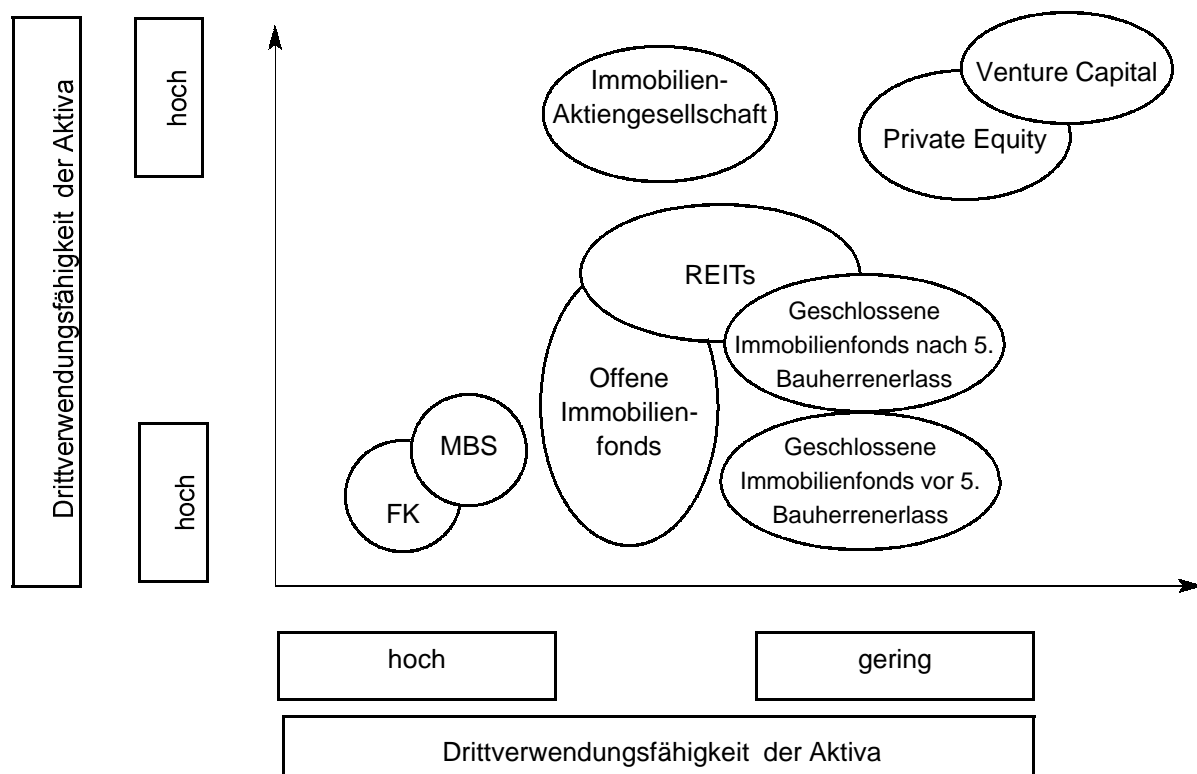 Drittverwendungsfähigkeit der Aktiva
hoch
hoch
Immobilien-
Aktiengesellschaft
Venture Capital
Private Equity
REITs
Geschlossene
Immobilienfonds nach 5.
Bauherrenerlass
Offene
Immobilien-
fonds
MBS
FK
Geschlossene
Immobilienfonds vor 5.
Bauherrenerlass
hoch
gering
Drittverwendungsfähigkeit der Aktiva